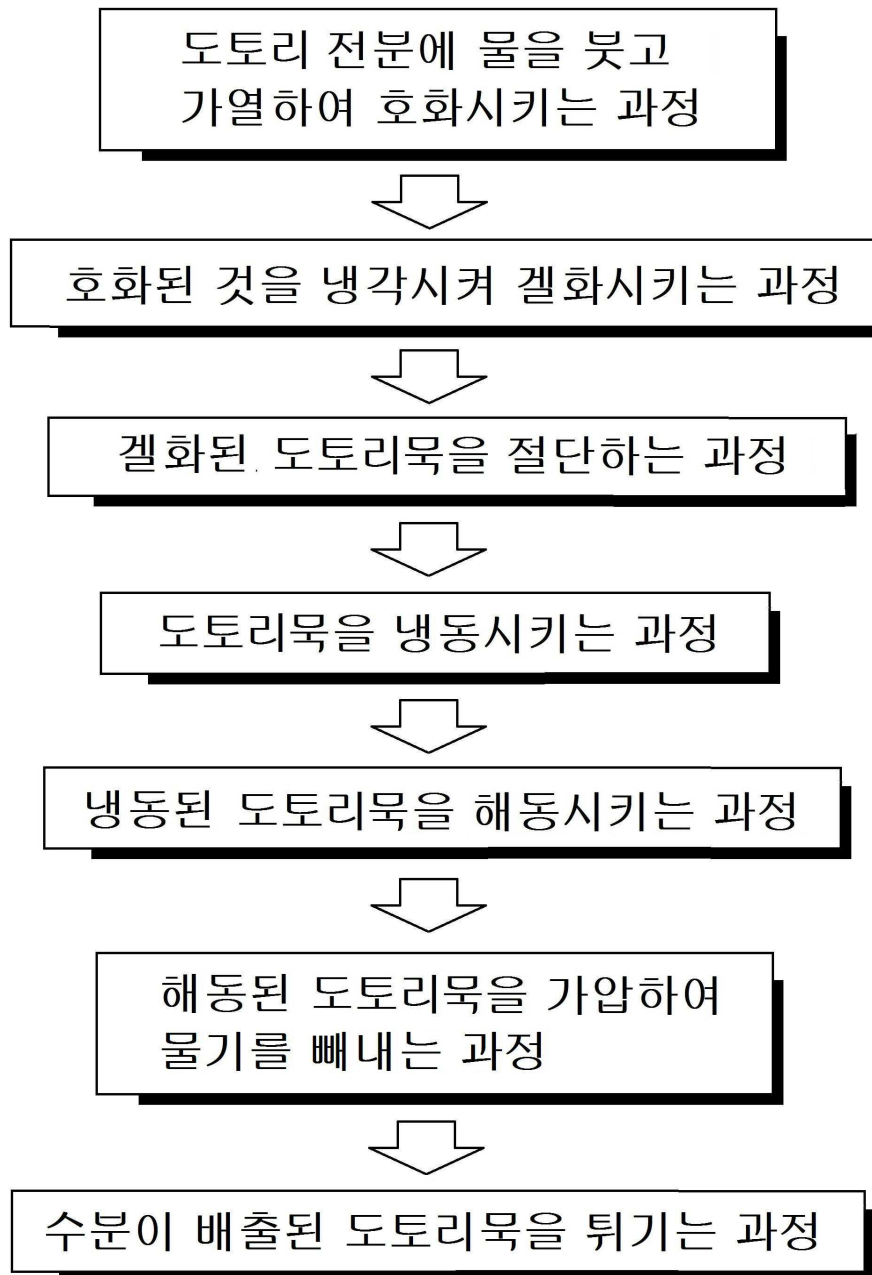 도토리 전분에 물을 붓고
가열하여 호화시키는 과정
호화된 것을 냉각시켜 겔화시키는 과정
겔화된 도토리묵을 절단하는 과정
도토리묵을 냉동시키는 과정
냉동된 도토리묵을 해동시키는 과정
해동된 도토리묵을 가압하여
물기를 빼내는 과정
수분이 배출된 도토리묵을 튀기는 과정